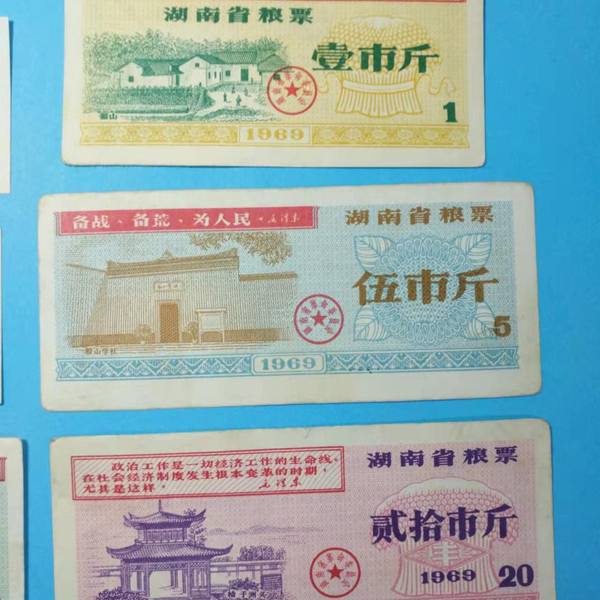 湖南省粮票
壹市斤
韶山
1
1969
备战、备荒、为人民 毛泽东
湖南省粮票
伍市斤
5
船山学社
1969
政治工作是一切经济工作的生命线。
在社会经济制度发生根本变革的时期,
尤其是这样。 毛泽东
湖南省粮票
贰拾市斤
丰
1969
20
橘子洲头